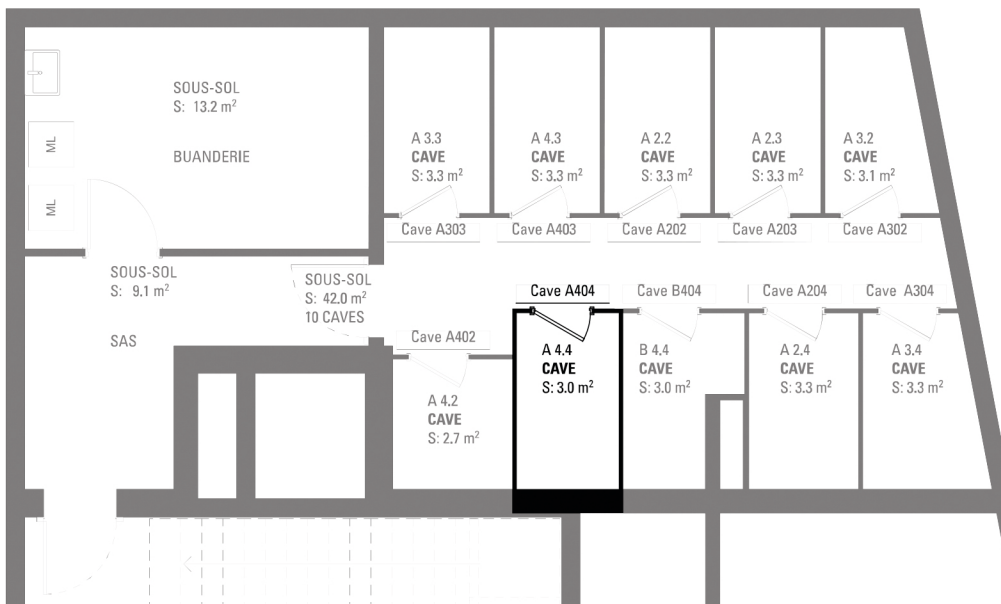 SOUS-SOL
S: 13.2 m²
BUANDERIE
ML
ML
A 3.3
CAVE
S: 3.3 m²
A 4.3
CAVE
S: 3.3 m²
A 2.2
CAVE
S: 3.3 m²
A 2.3
CAVE
S: 3.3 m²
A 3.2
CAVE
S: 3.1 m²
Cave A303
Cave A403
Cave A202
Cave A203
Cave A302
SOUS-SOL
S: 9.1 m²
SAS
SOUS-SOL
S: 42.0 m²
10 CAVES
Cave A402
Cave A404
Cave B404
Cave A204
Cave A304
A 4.2
CAVE
S: 2.7 m²
A 4.4
CAVE
S: 3.0 m²
B 4.4
CAVE
S: 3.0 m²
A 2.4
CAVE
S: 3.3 m²
A 3.4
CAVE
S: 3.3 m²